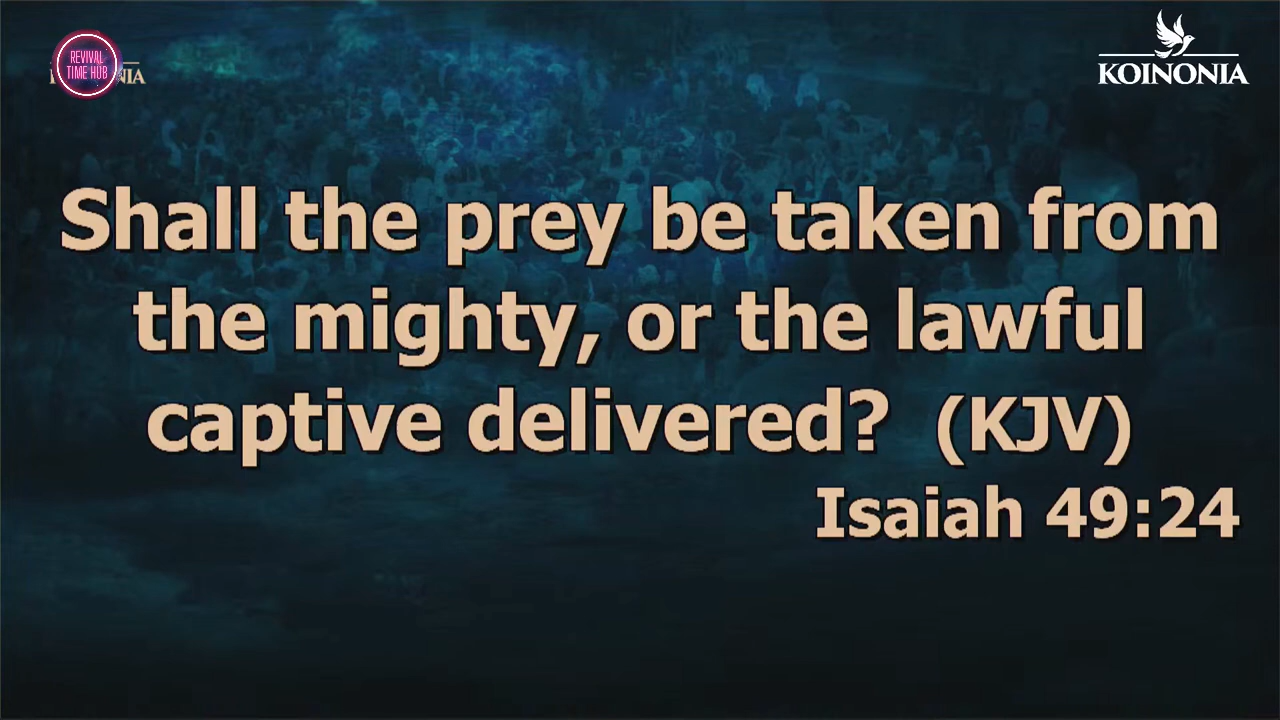 REVIVAL
TIME HUB
KOINONIA
Shall the prey be taken from
the mighty, or the lawful
captive delivered? (KJV)
Isaiah 49:24